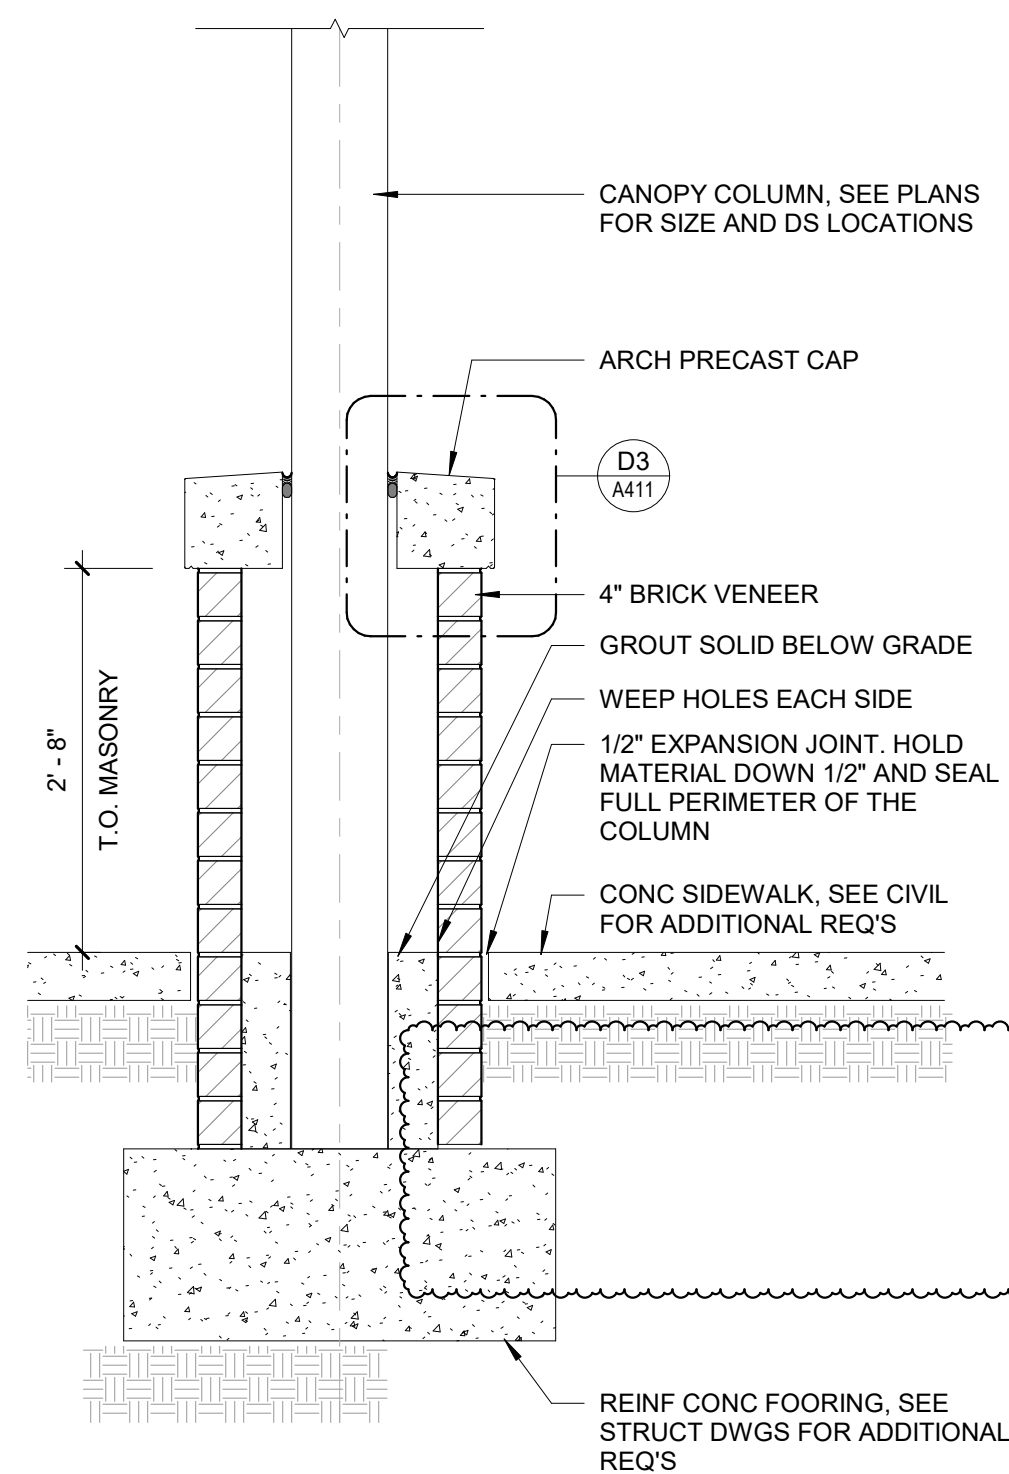 CANOPY COLUMN, SEE PLANS
FOR SIZE AND DS LOCATIONS
ARCH PRECAST CAP
D3
A411
4" BRICK VENEER
GROUT SOLID BELOW GRADE
WEEP HOLES EACH SIDE
1/2" EXPANSION JOINT. HOLD
MATERIAL DOWN 1/2" AND SEAL
FULL PERIMETER OF THE
COLUMN
2' - 8"
T.O. MASONRY
CONC SIDEWALK, SEE CIVIL
FOR ADDITIONAL REQ'S
REINF CONC FOORING, SEE
STRUCT DWGS FOR ADDITIONAL
REQ'S